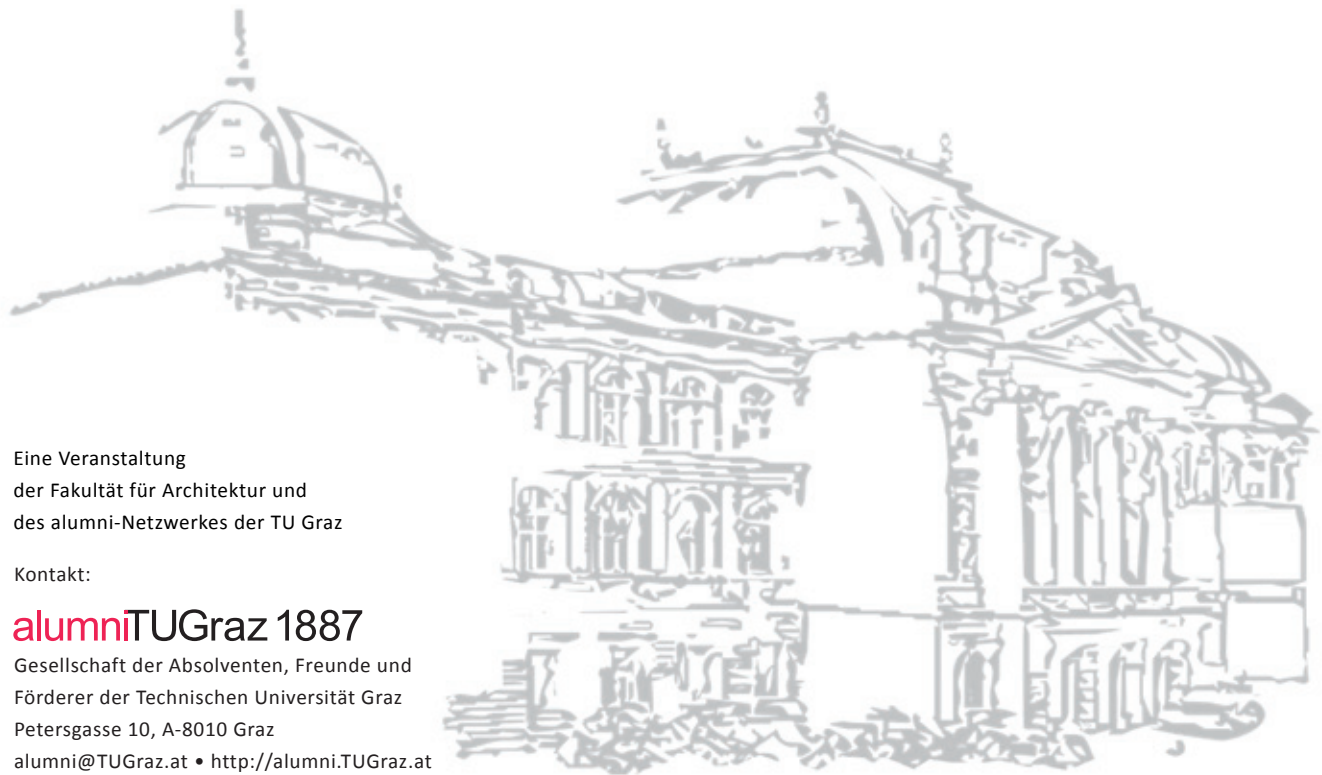 Eine Veranstaltung
der Fakultät für Architektur und
des alumni-Netzwerkes der TU Graz
Kontakt:
alumniTUGraz 1887
Gesellschaft der Absolventen, Freunde und
Förderer der Technischen Universität Graz
Petersgasse 10, A-8010 Graz
alumni@TUGraz.at • http://alumni.TUGraz.at